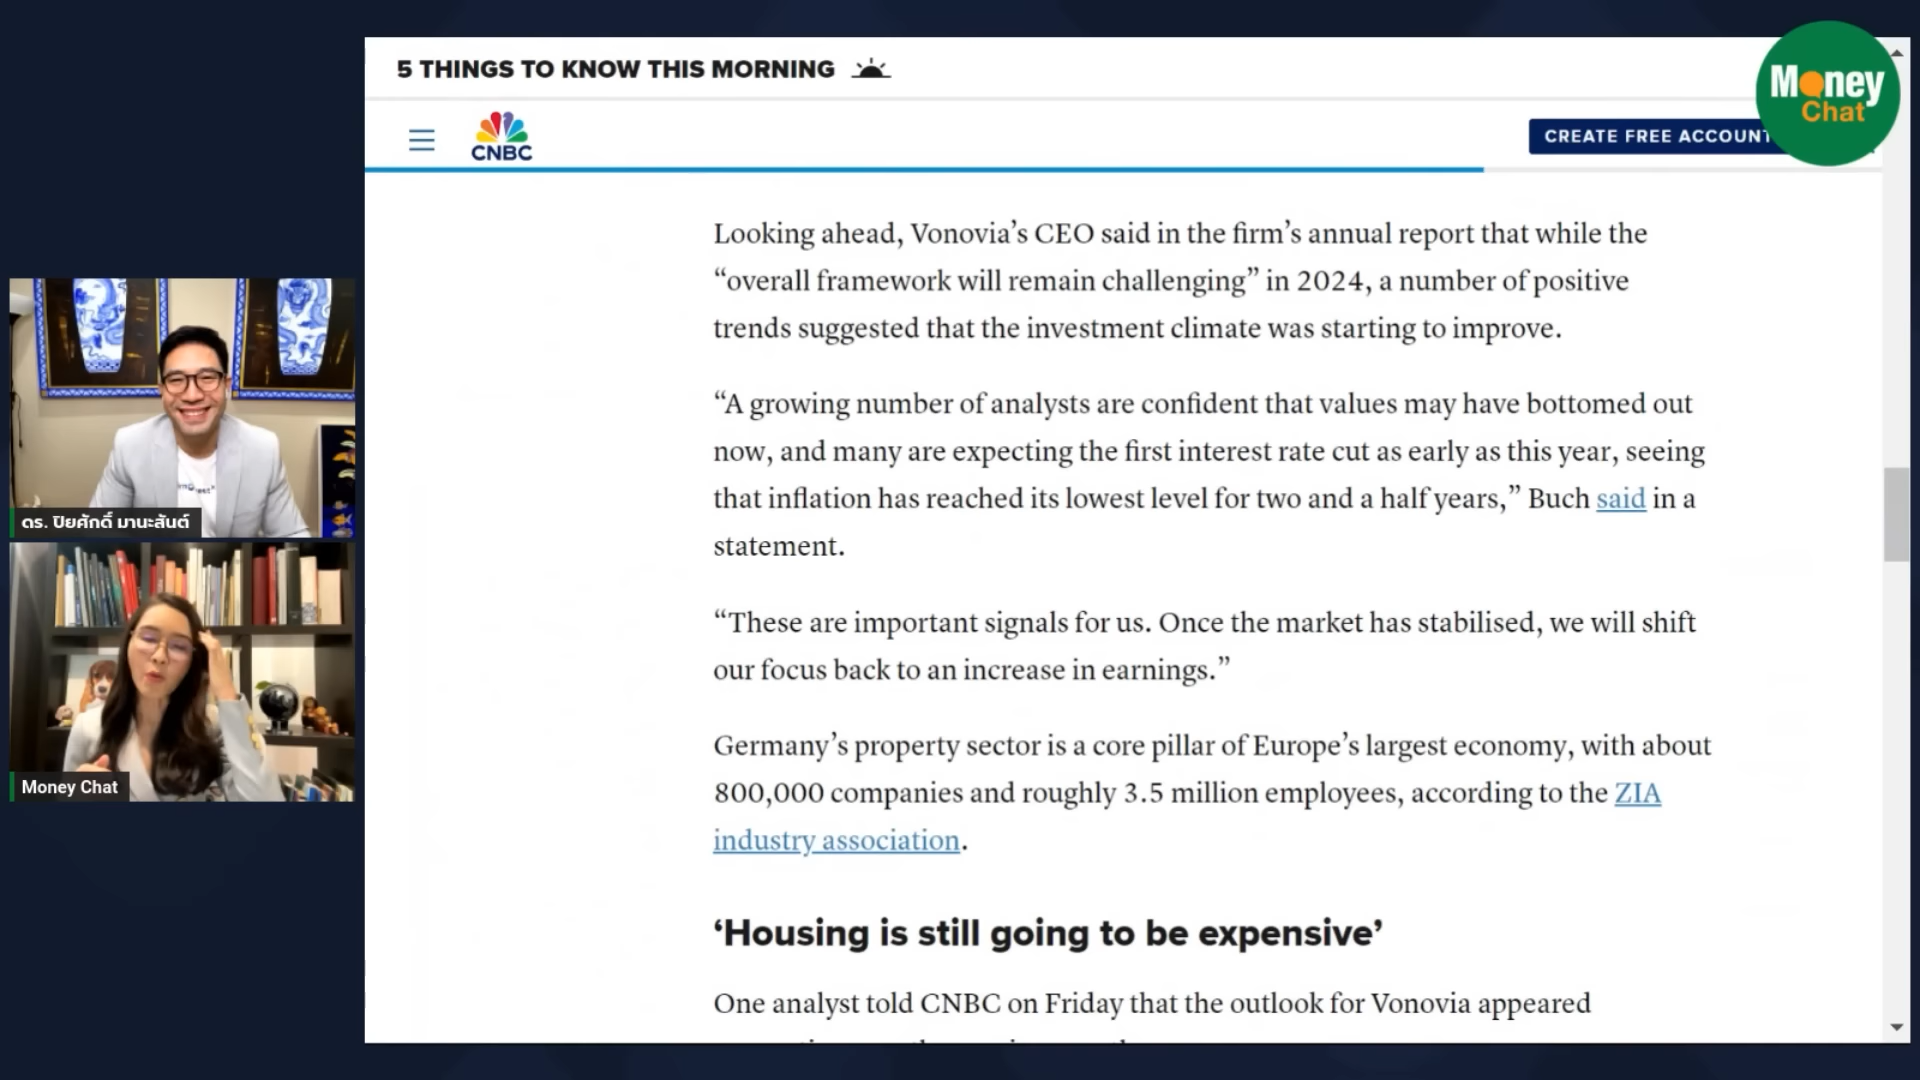 5 THINGS TO KNOW THIS MORNING
Money
Chat
CNBC
CREATE FREE ACCOUNT
Looking ahead, Vonovia’s CEO said in the firm’s annual report that while the
“overall framework will remain challenging” in 2024, a number of positive
trends suggested that the investment climate was starting to improve.
“A growing number of analysts are confident that values may have bottomed out
now, and many are expecting the first interest rate cut as early as this year, seeing
that inflation has reached its lowest level for two and a half years,” Buch said in a
statement.
“These are important signals for us. Once the market has stabilised, we will shift
our focus back to an increase in earnings.”
Germany’s property sector is a core pillar of Europe’s largest economy, with about
800,000 companies and roughly 3.5 million employees, according to the ZIA
industry association.
‘Housing is still going to be expensive’
One analyst told CNBC on Friday that the outlook for Vonovia appeared
ดร. ปิยศักดิ์ มานะสันต์
Money Chat